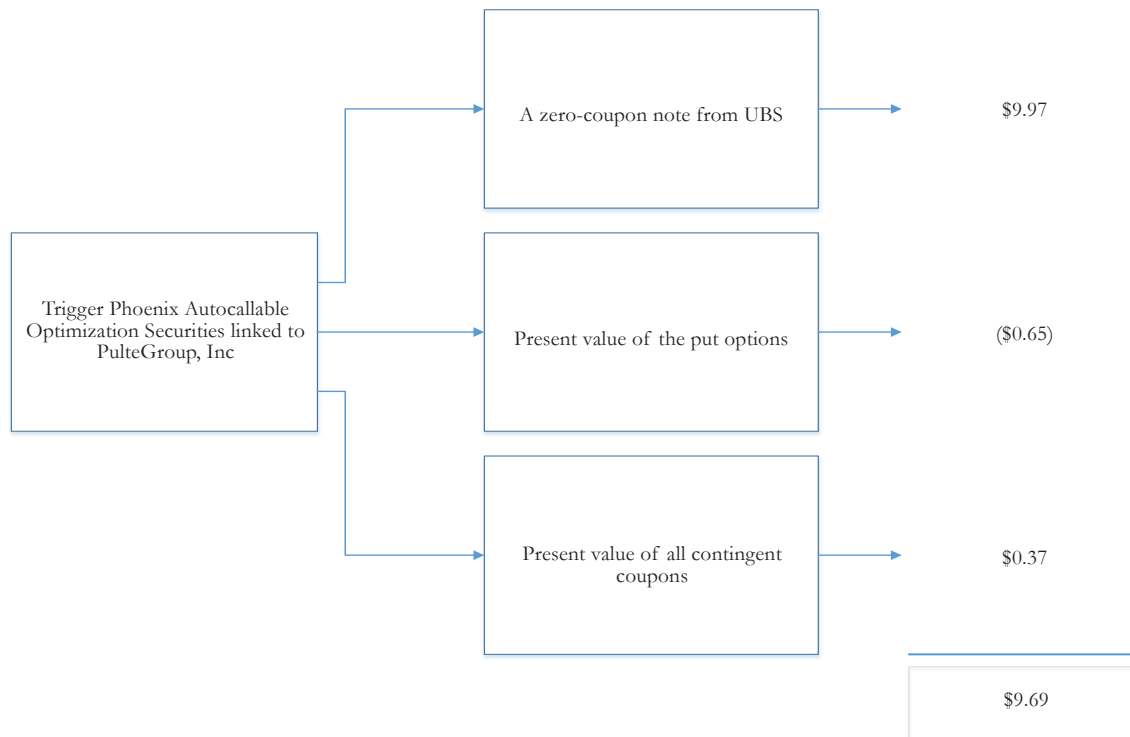 A zero-coupon note from UBS
$9.97
Trigger Phoenix Autocallable
Optimization Securities linked to
PulteGroup, Inc
Present value of the put options
($0.65)
Present value of all contingent
coupons
$0.37
$9.69